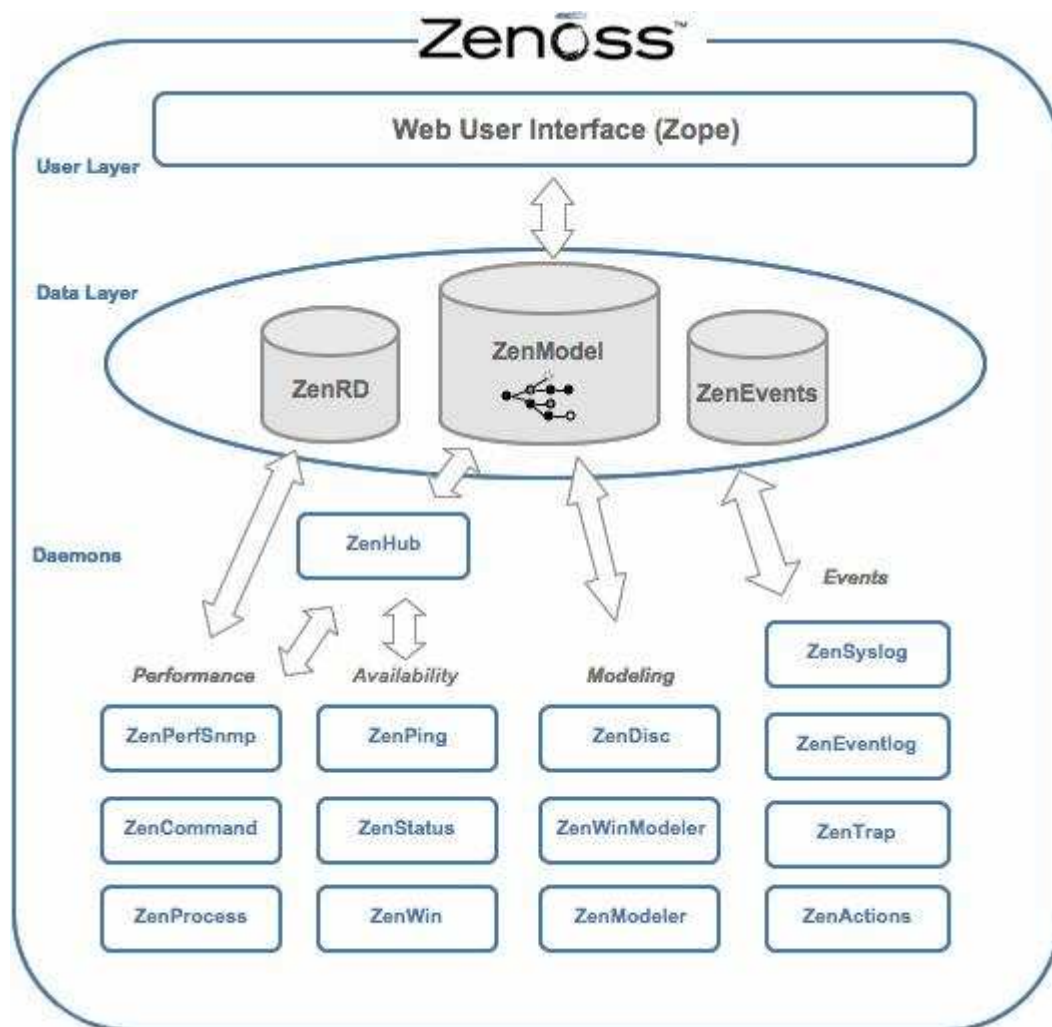 Zenoss™
Web User Interface (Zope)
User Layer
Data Layer
ZenRD
ZenModel
ZenEvents
Daemons
ZenHub
Events
Performance
Availability
Modeling
ZenSyslog
ZenPerfSnmp
ZenPing
ZenDisc
ZenEventlog
ZenCommand
ZenStatus
ZenWinModeler
ZenTrap
ZenProcess
ZenWin
ZenModeler
ZenActions